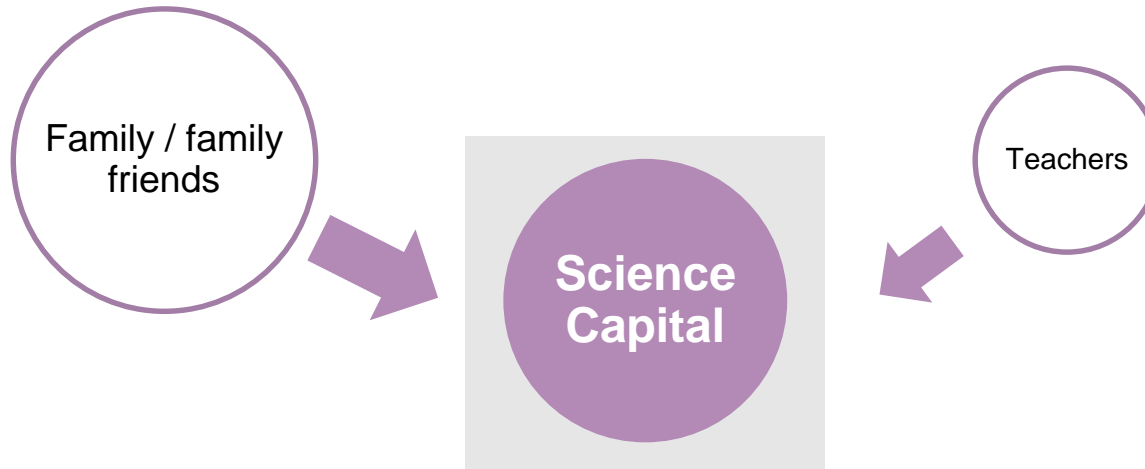 Family / family
friends
Science
Capital
Teachers